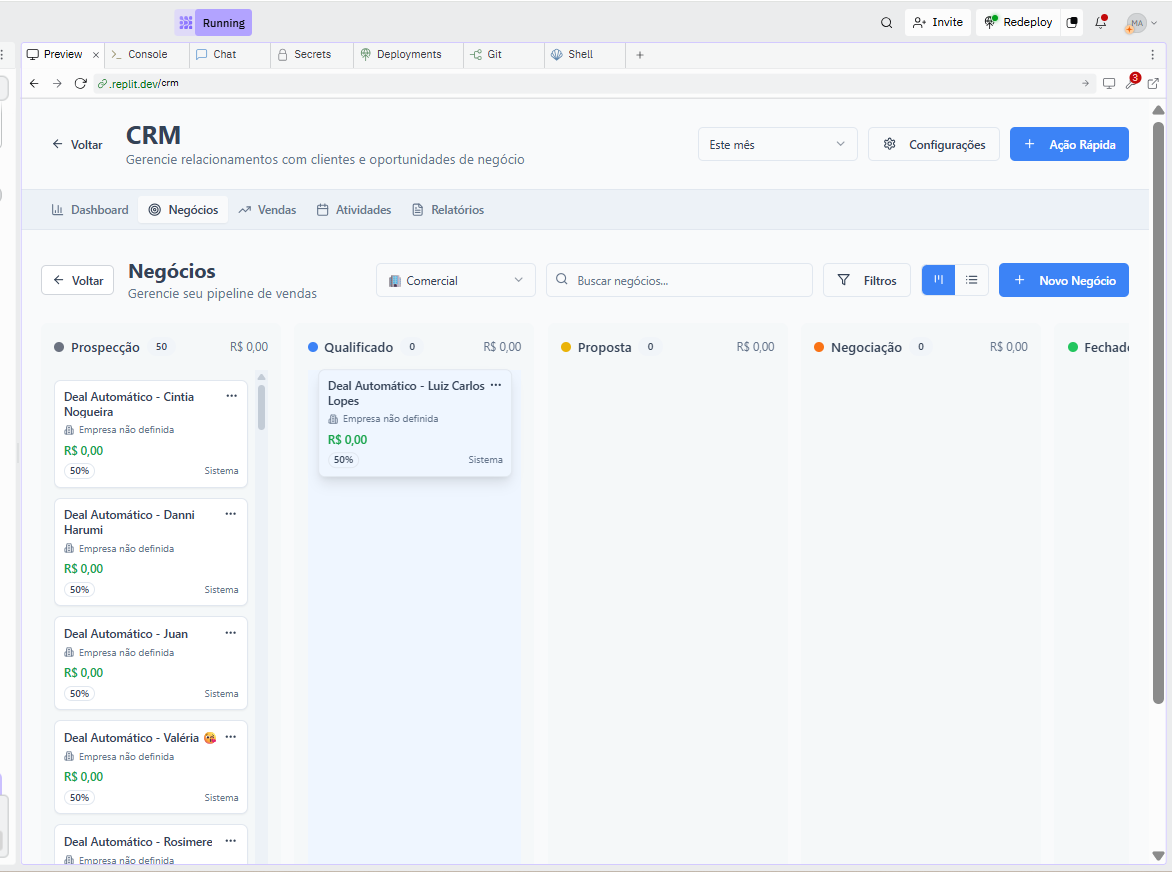 Running
Invite
Redeploy
MA
Preview
Console
Chat
Secrets
Deployments
Git
Shell
.replit.dev/crm
3
Voltar
CRM
Gerencie relacionamentos com clientes e oportunidades de negócio
Este mês
Configurações
Ação Rápida
Dashboard
Negócios
Vendas
Atividades
Relatórios
Voltar
Negócios
Gerencie seu pipeline de vendas
Comercial
Buscar negócios...
Filtros
Novo Negócio
Prospecção 50 R$ 0,00
Deal Automático - Cintia
Nogueira
Empresa não definida
R$ 0,00
50% Sistema
Deal Automático - Danni
Harumi
Empresa não definida
R$ 0,00
50% Sistema
Deal Automático - Juan
Empresa não definida
R$ 0,00
50% Sistema
Deal Automático - Valéria 😘
Empresa não definida
R$ 0,00
50% Sistema
Deal Automático - Rosimere
Empresa não definida
Qualificado 0 R$ 0,00
Deal Automático - Luiz Carlos
Lopes
Empresa não definida
R$ 0,00
50% Sistema
Proposta 0 R$ 0,00
Negociação 0 R$ 0,00
Fechado